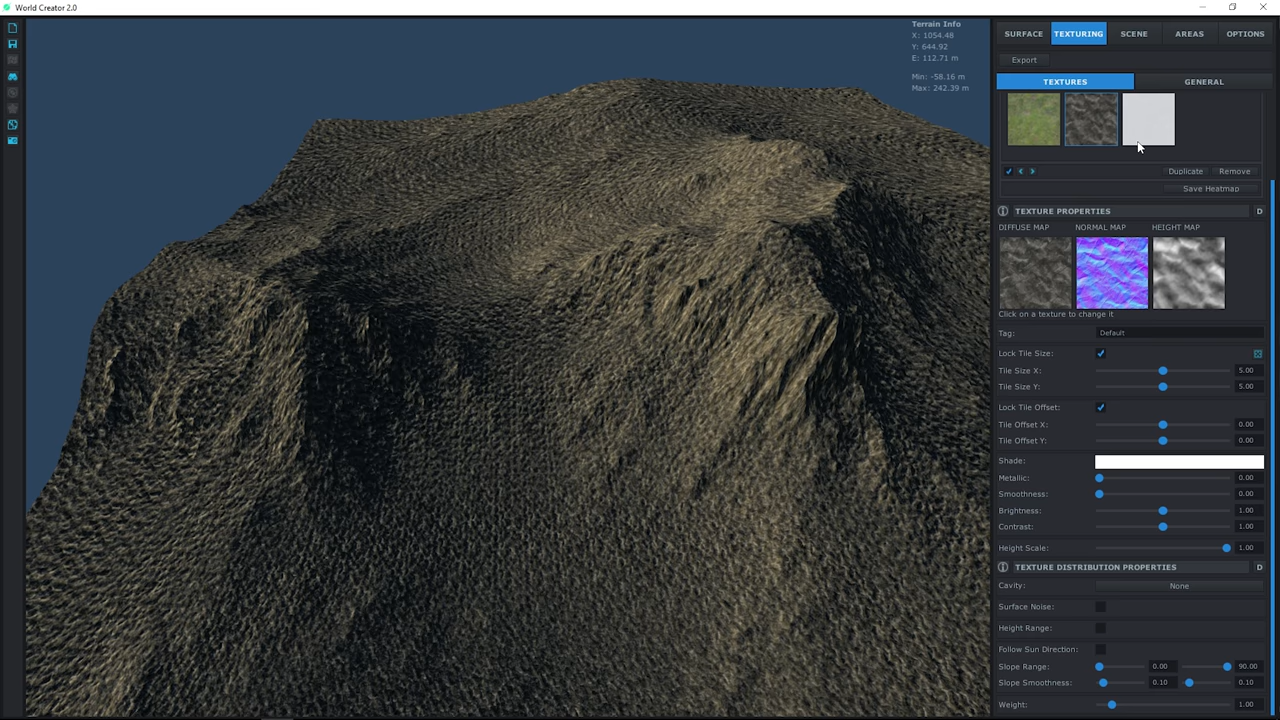 World Creator 2.0
Terrain Info
X: 1054.48
Y: 644.92
E: 112.71 m
Min: -58.16 m
Max: 242.39 m
SURFACE TEXTURING SCENE AREAS OPTIONS
Export
TEXTURES GENERAL
Duplicate Remove
Save Heatmap
TEXTURE PROPERTIES D
DIFFUSE MAP NORMAL MAP HEIGHT MAP
Click on a texture to change it
Tag: Default
Lock Tile Size:
Tile Size X: 5.00
Tile Size Y: 5.00
Lock Tile Offset:
Tile Offset X: 0.00
Tile Offset Y: 0.00
Shade:
Metallic: 0.00
Smoothness: 0.00
Brightness: 1.00
Contrast: 1.00
Height Scale: 1.00
TEXTURE DISTRIBUTION PROPERTIES D
Cavity: None
Surface Noise:
Height Range:
Follow Sun Direction:
Slope Range: 0.00 90.00
Slope Smoothness: 0.10 0.10
Weight: 1.00